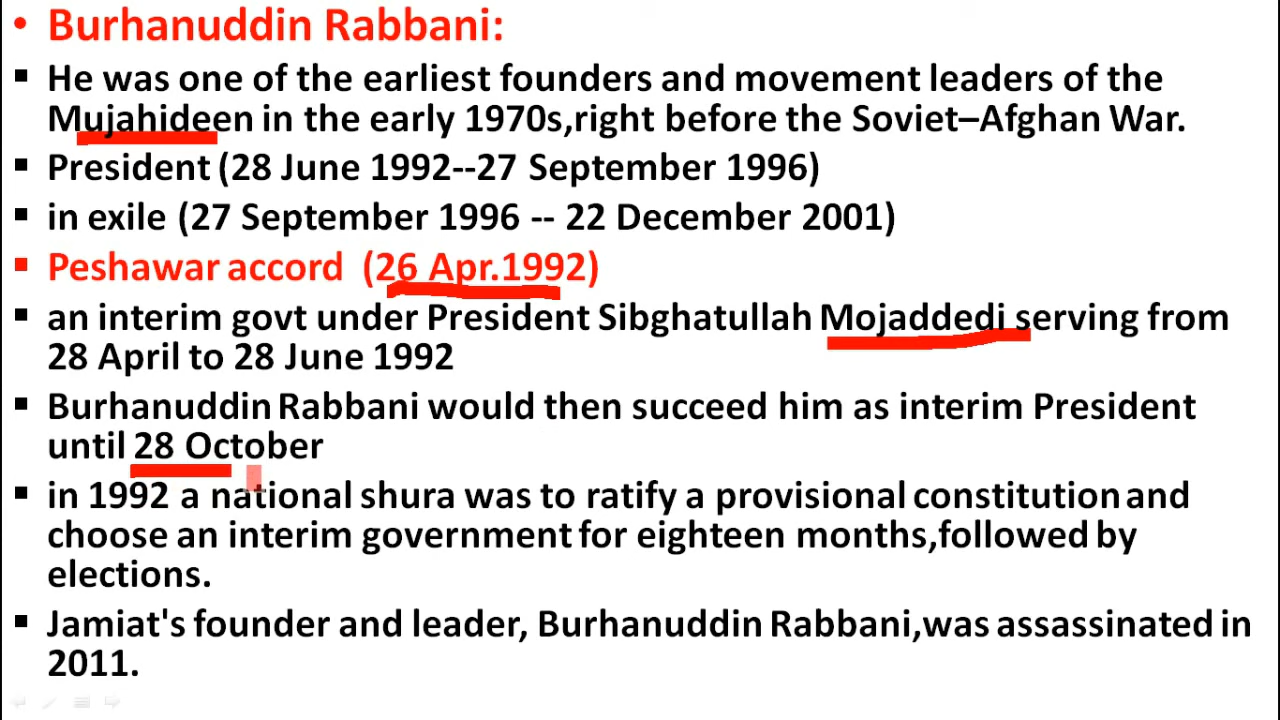 • Burhanuddin Rabbani:
▪ He was one of the earliest founders and movement leaders of the
Mujahideen in the early 1970s,right before the Soviet–Afghan War.
▪ President (28 June 1992--27 September 1996)
▪ in exile (27 September 1996 -- 22 December 2001)
▪ Peshawar accord (26 Apr.1992)
▪ an interim govt under President Sibghatullah Mojaddedi serving from
28 April to 28 June 1992
▪ Burhanuddin Rabbani would then succeed him as interim President
until 28 October
▪ in 1992 a national shura was to ratify a provisional constitution and
choose an interim government for eighteen months,followed by
elections.
▪ Jamiat's founder and leader, Burhanuddin Rabbani,was assassinated in
2011.